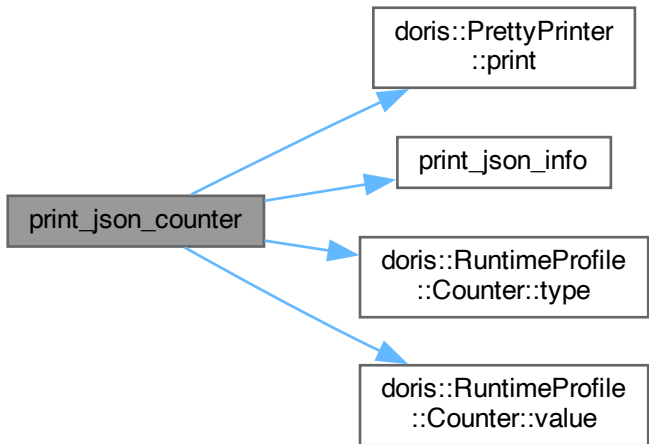 doris::PrettyPrinter
::print
print_json_info
print_json_counter
doris::RuntimeProfile
::Counter::type
doris::RuntimeProfile
::Counter::value